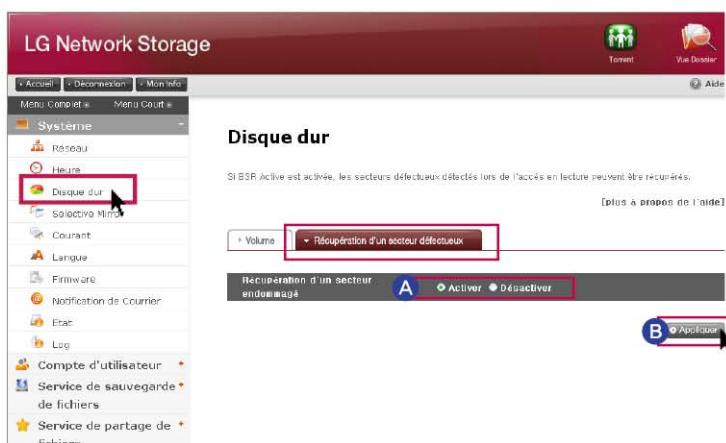 LG Network Storage
Torrent
Vue Dossier
Accueil
Déconnexion
Mon Info
Aide
Menu Complet
Menu Court
Système
Réseau
Heure
Disque dur
Selective Mirror
Courant
Langue
Firmware
Notification de Courrier
Etat
Log
Compte d'utilisateur
Service de sauvegarde
de fichiers
Service de partage de
fichiers
Disque dur
Si BSR Active est activée, les secteurs défectueux détectés lors de l'accès en lecture peuvent être récupérés.
[plus à propos de l'aide]
Volume
Récupération d'un secteur défectueux
Récupération d'un secteur
endommagé
A
Activer
Désactiver
B
Appliquer